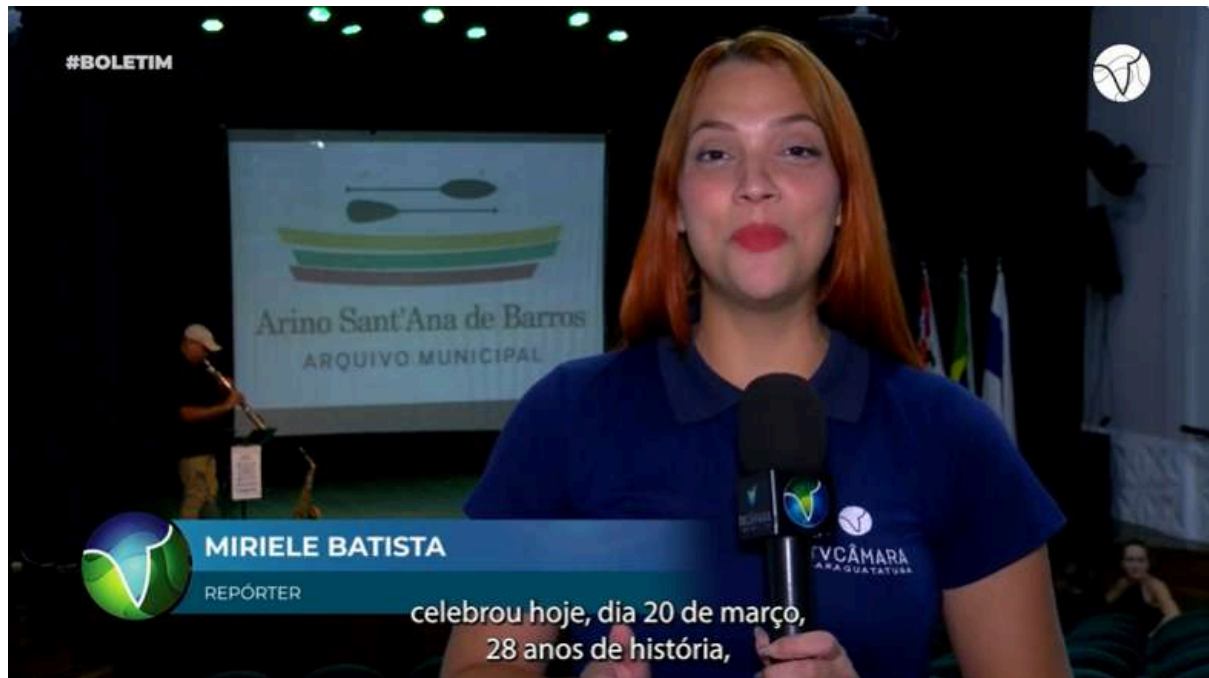 #BOLETIM
Arino Sant'Ana de Barros
ARQUIVO MUNICIPAL
TVCÂMARA
CARAGUATATUBA
MIRIELE BATISTA
REPÓRTER
celebrou hoje, dia 20 de março,
28 anos de história,